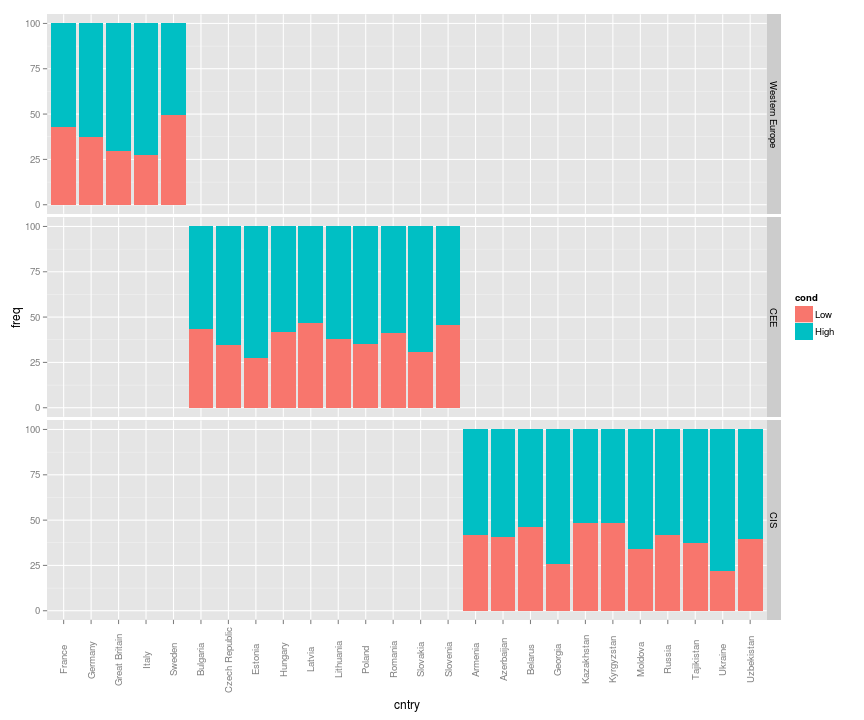 100
75
50
25
0
Western Europe
100
75
50
25
0
CEE
100
75
50
25
0
CIS
freq
cond
Low
High
France
Germany
Great Britain
Italy
Sweden
Bulgaria
Czech Republic
Estonia
Hungary
Latvia
Lithuania
Poland
Romania
Slovakia
Slovenia
Armenia
Azerbaijan
Belarus
Georgia
Kazakhstan
Kyrgyzstan
Moldova
Russia
Tajikistan
Ukraine
Uzbekistan
cntry